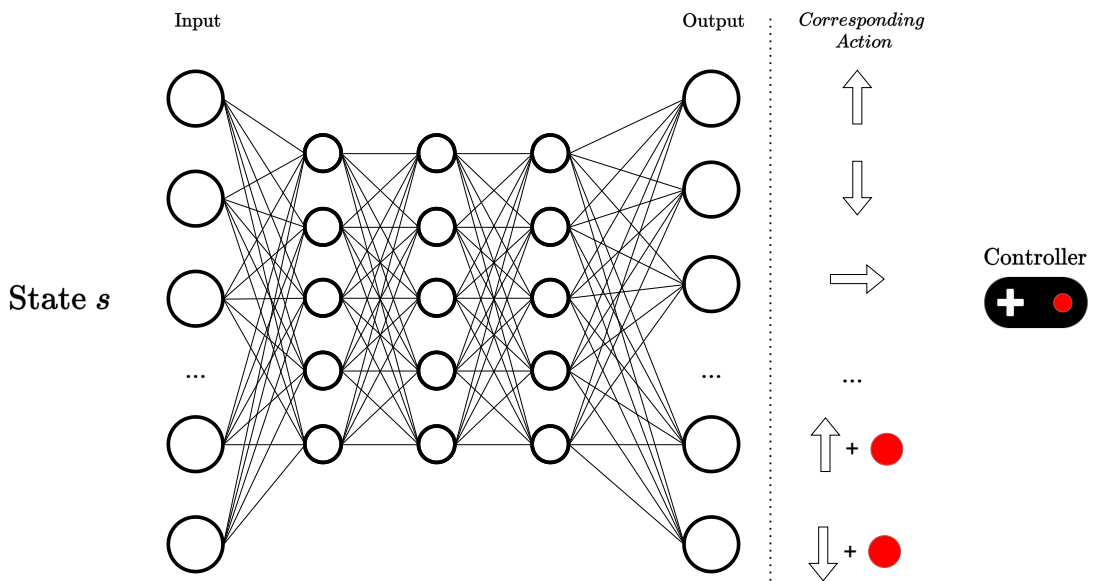 Input
Output
Corresponding
Action
Controller
State s
...
...
...
+
+